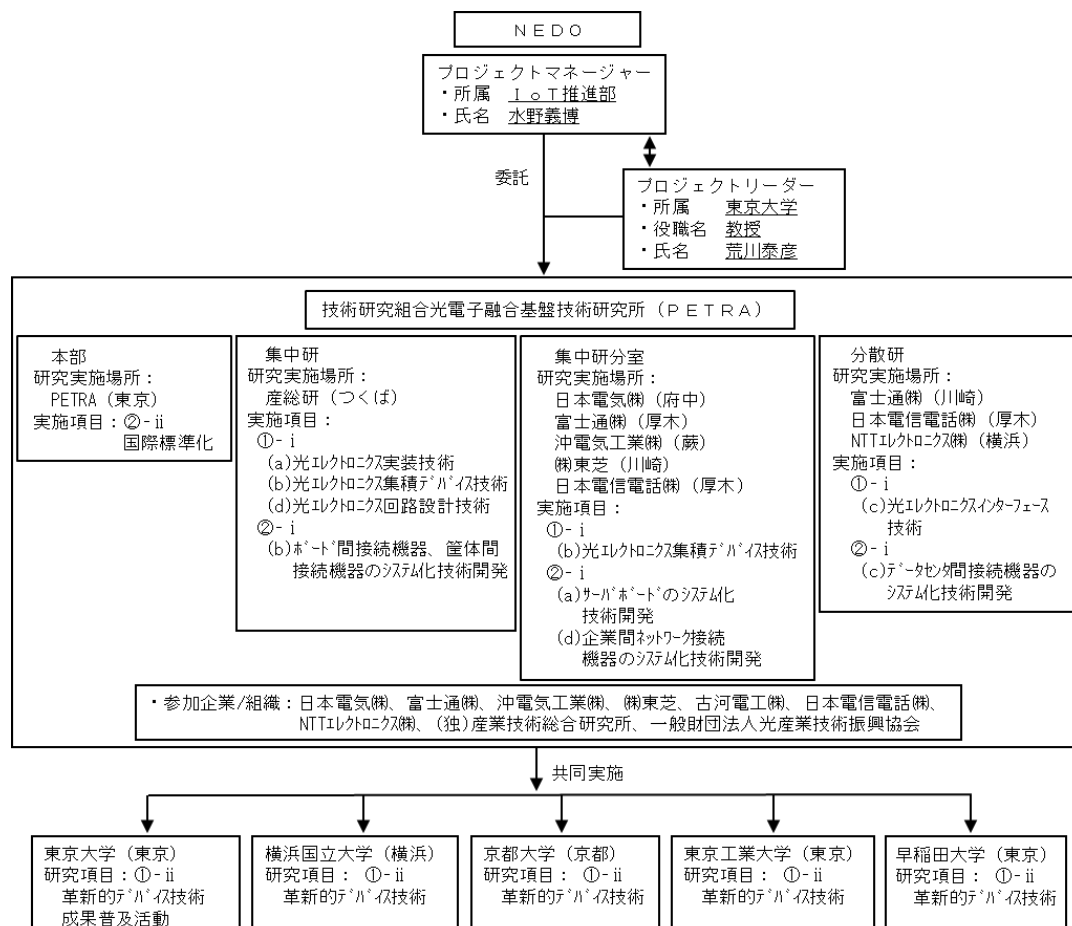 ＮＥＤＯ
プロジェクトマネージャー
・所属　ＩｏＴ推進部
・氏名　水野義博
委託
プロジェクトリーダー
・所属　東京大学
・役職名　教授
・氏名　荒川泰彦
技術研究組合光電子融合基盤技術研究所（ＰＥＴＲＡ）
本部
研究実施場所：
PETRA（東京）
実施項目：②-ii
国際標準化
集中研
研究実施場所：
産総研（つくば）
実施項目：
①-i
(a)光ｴﾚｸﾄﾛﾆｸｽ実装技術
(b)光ｴﾚｸﾄﾛﾆｸｽ集積ﾃﾞﾊﾞｲｽ技術
(d)光ｴﾚｸﾄﾛﾆｸｽ回路設計技術
②-i
(b)ﾎﾞｰﾄﾞ間接続機器、筐体間
接続機器のｼｽﾃﾑ化技術開発
集中研分室
研究実施場所：
日本電気㈱（府中）
富士通㈱（厚木）
沖電気工業㈱（蕨）
㈱東芝（川崎）
日本電信電話㈱（厚木）
実施項目：
①-i
(b)光ｴﾚｸﾄﾛﾆｸｽ集積ﾃﾞﾊﾞｲｽ技術
②-i
(a)ｻｰﾊﾞﾎﾞｰﾄﾞのｼｽﾃﾑ化
技術開発
(d)企業間ﾈｯﾄﾜｰｸ接続
機器のｼｽﾃﾑ化技術開発
分散研
研究実施場所：
富士通㈱（川崎）
日本電信電話㈱（厚木）
NTTｴﾚｸﾄﾛﾆｸｽ㈱（横浜）
実施項目：
①-i
(c)光ｴﾚｸﾄﾛﾆｸｽｲﾝﾀｰﾌｪｰｽ
技術
②-i
(c)ﾃﾞｰﾀｾﾝﾀ間接続機器の
ｼｽﾃﾑ化技術開発
・参加企業/組織：日本電気㈱、富士通㈱、沖電気工業㈱、㈱東芝、古河電工㈱、日本電信電話㈱、
NTTｴﾚｸﾄﾛﾆｸｽ㈱、（独）産業技術総合研究所、一般財団法人光産業技術振興協会
共同実施
東京大学（東京）
研究項目：①-ii
革新的ﾃﾞﾊﾞｲｽ技術
成果普及活動
横浜国立大学（横浜）
研究項目：①-ii
革新的ﾃﾞﾊﾞｲｽ技術
京都大学（京都）
研究項目：①-ii
革新的ﾃﾞﾊﾞｲｽ技術
東京工業大学（東京）
研究項目：①-ii
革新的ﾃﾞﾊﾞｲｽ技術
早稲田大学（東京）
研究項目：①-ii
革新的ﾃﾞﾊﾞｲｽ技術